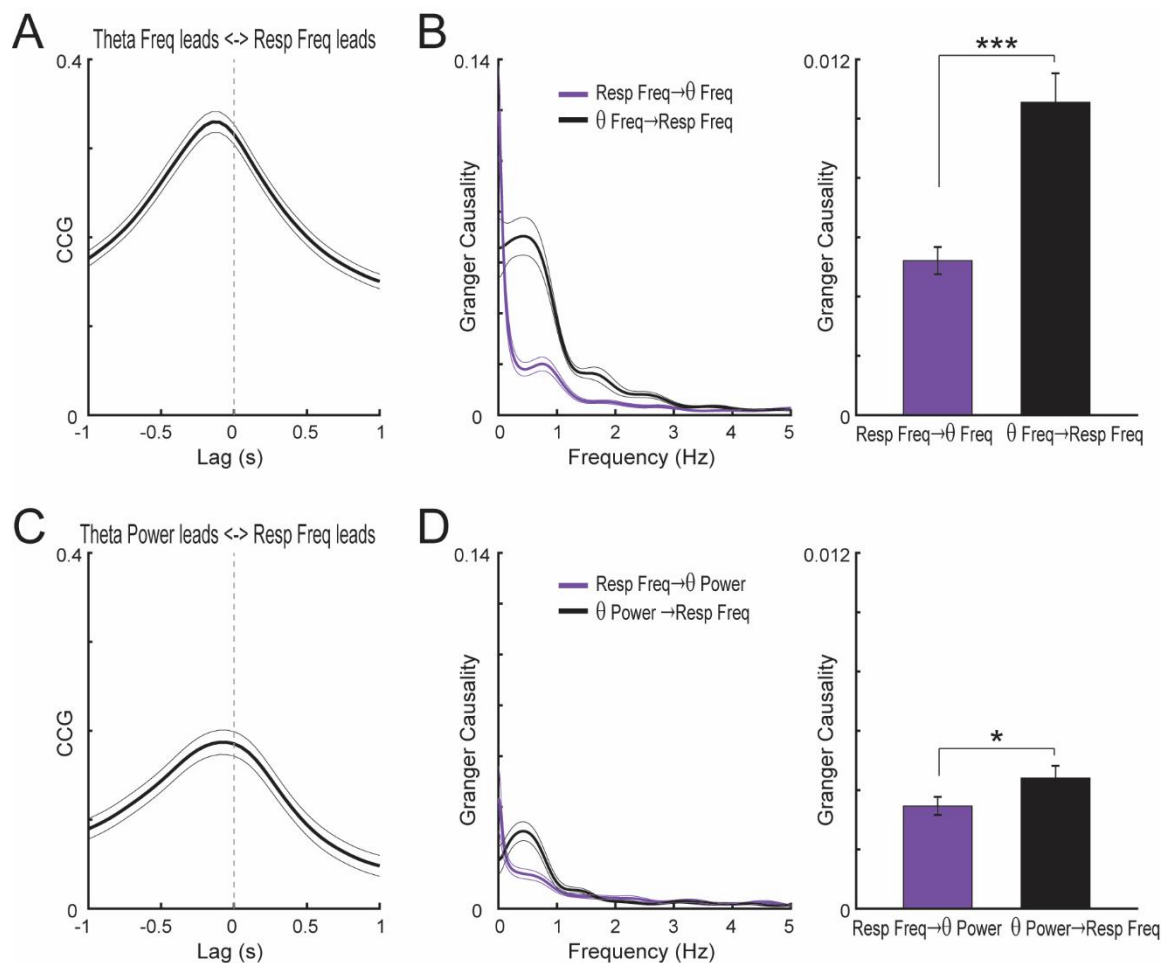 A
Theta Freq leads <-> Resp Freq leads
0.4
CCG
0
-1 -0.5 0 0.5 1
Lag (s)
B
0.14
Resp Freq→θ Freq
θ Freq→Resp Freq
Granger Causality
0
0 1 2 3 4 5
Frequency (Hz)
0.012
***
Granger Causality
0
Resp Freq→θ Freq θ Freq→Resp Freq
C
Theta Power leads <-> Resp Freq leads
0.4
CCG
0
-1 -0.5 0 0.5 1
Lag (s)
D
0.14
Resp Freq→θ Power
θ Power →Resp Freq
Granger Causality
0
0 1 2 3 4 5
Frequency (Hz)
0.012
*
Granger Causality
0
Resp Freq→θ Power θ Power→Resp Freq